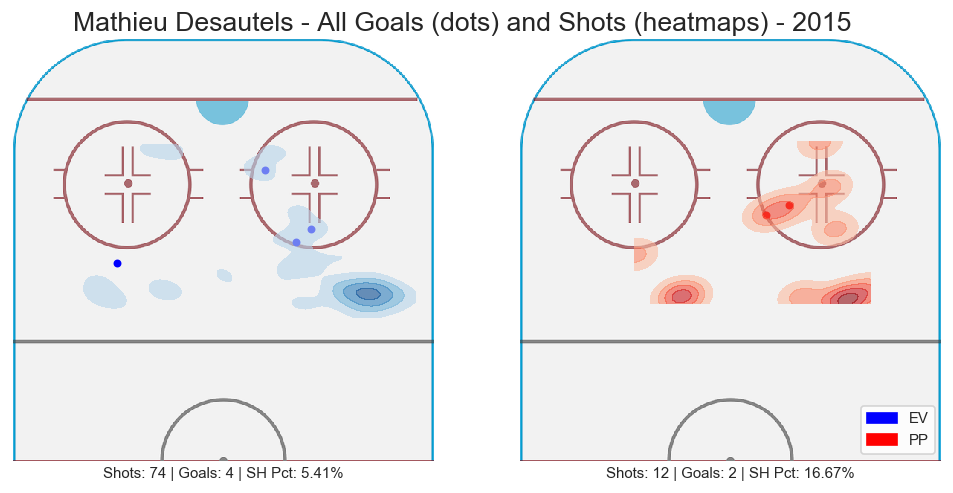 Mathieu Desautels - All Goals (dots) and Shots (heatmaps) - 2015
EV
PP
Shots: 74 | Goals: 4 | SH Pct: 5.41%
Shots: 12 | Goals: 2 | SH Pct: 16.67%